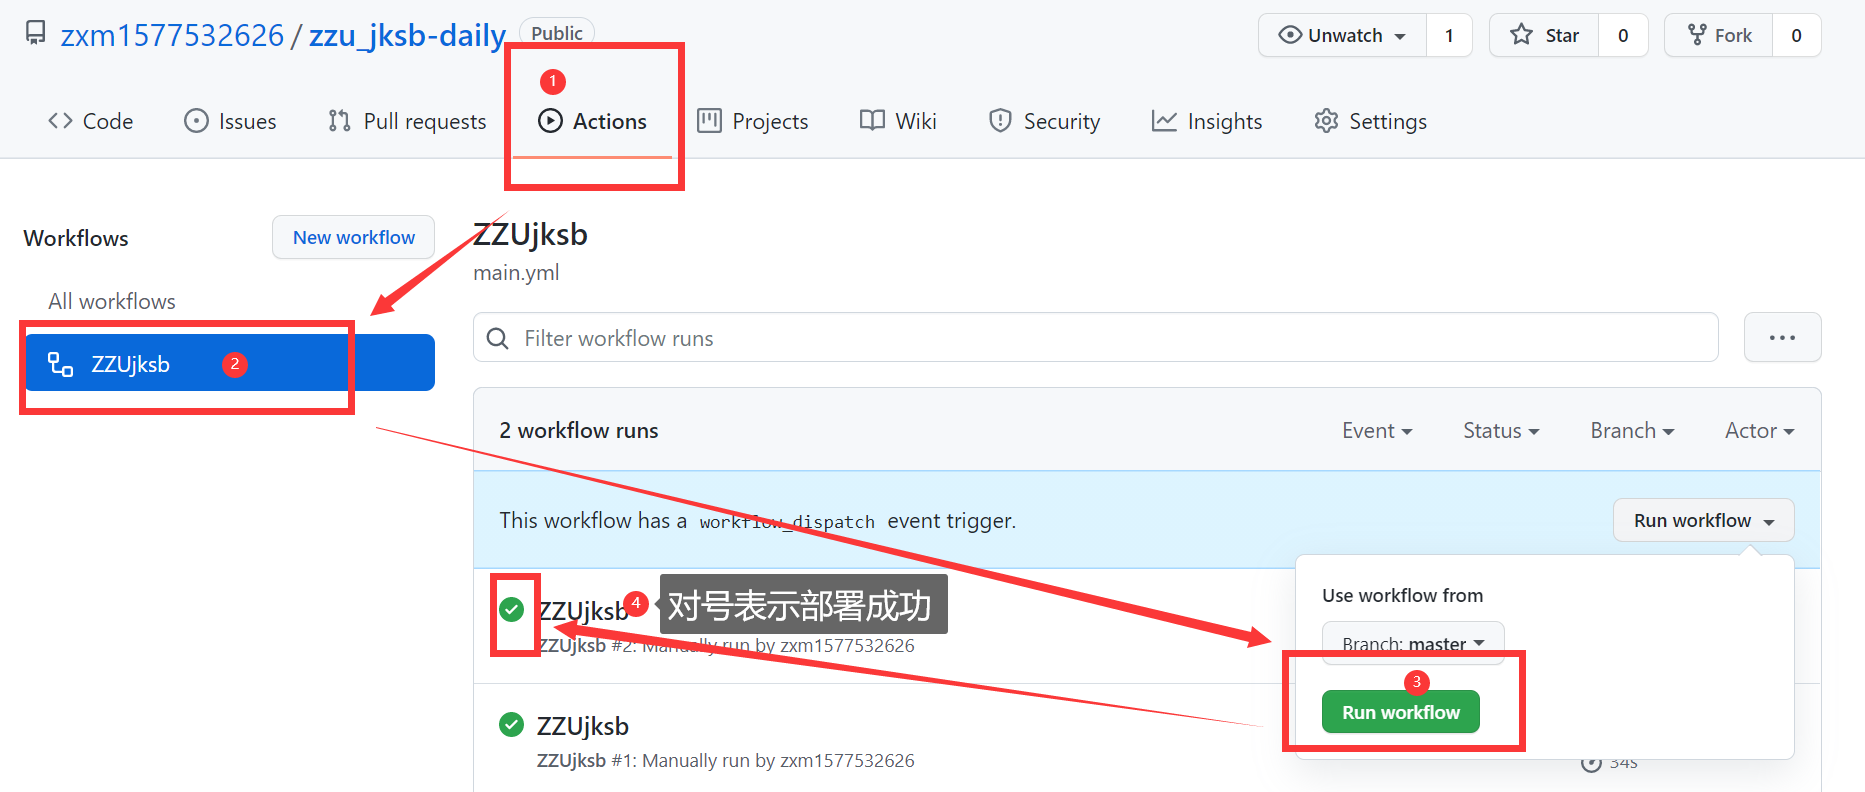 zxm1577532626 / zzu_jksb-daily Public
Unwatch 1 Star 0 Fork 0
1
Code Issues Pull requests Actions Projects Wiki Security Insights Settings
Workflows New workflow
All workflows
ZZUjksb 2
ZZUjksb
main.yml
Filter workflow runs ...
2 workflow runs Event Status Branch Actor
This workflow has a workflow_dispatch event trigger. Run workflow
Use workflow from
Branch: master
3
Run workflow
ZZUjksb 4 对号表示部署成功
ZZUjksb #2: Manually run by zxm1577532626
ZZUjksb
ZZUjksb #1: Manually run by zxm1577532626
34s